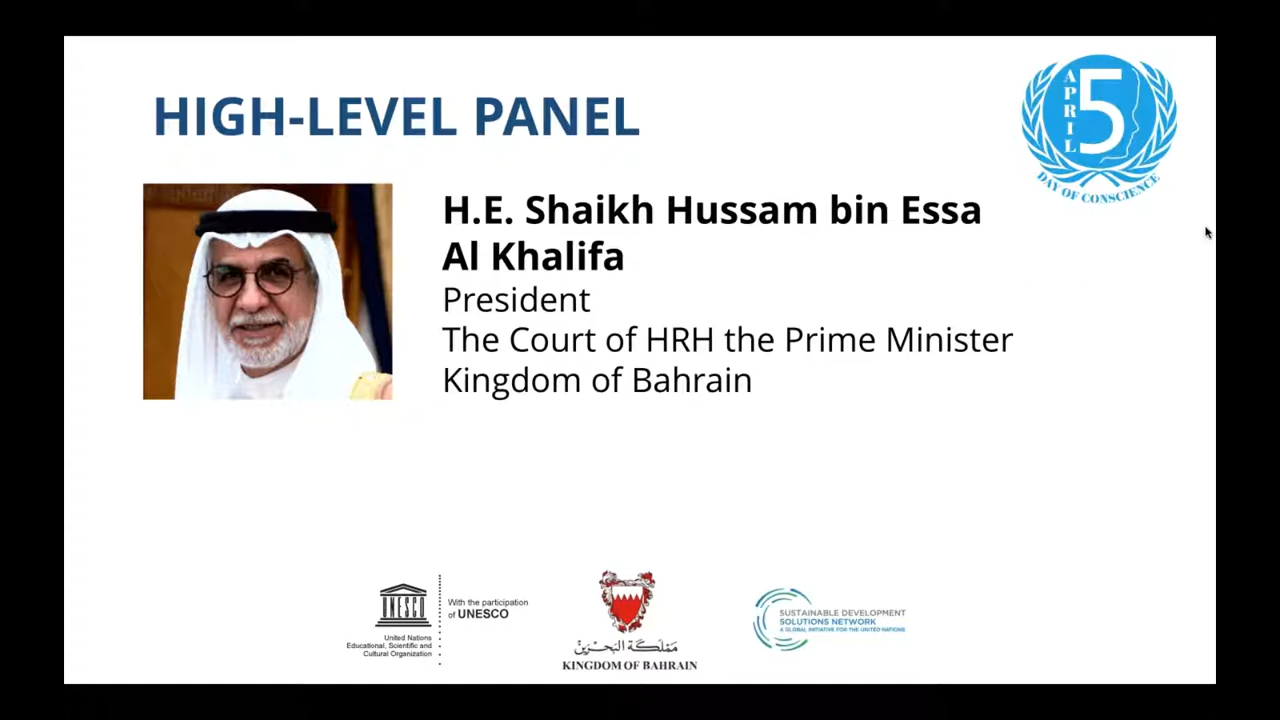 HIGH-LEVEL PANEL
APRIL
5
DAY OF CONSCIENCE
H.E. Shaikh Hussam bin Essa
Al Khalifa
President
The Court of HRH the Prime Minister
Kingdom of Bahrain
UNESCO
United Nations
Educational, Scientific and
Cultural Organization
With the participation
of UNESCO
مملكة البحرين
KINGDOM OF BAHRAIN
SUSTAINABLE DEVELOPMENT
SOLUTIONS NETWORK
A GLOBAL INITIATIVE FOR THE UNITED NATIONS